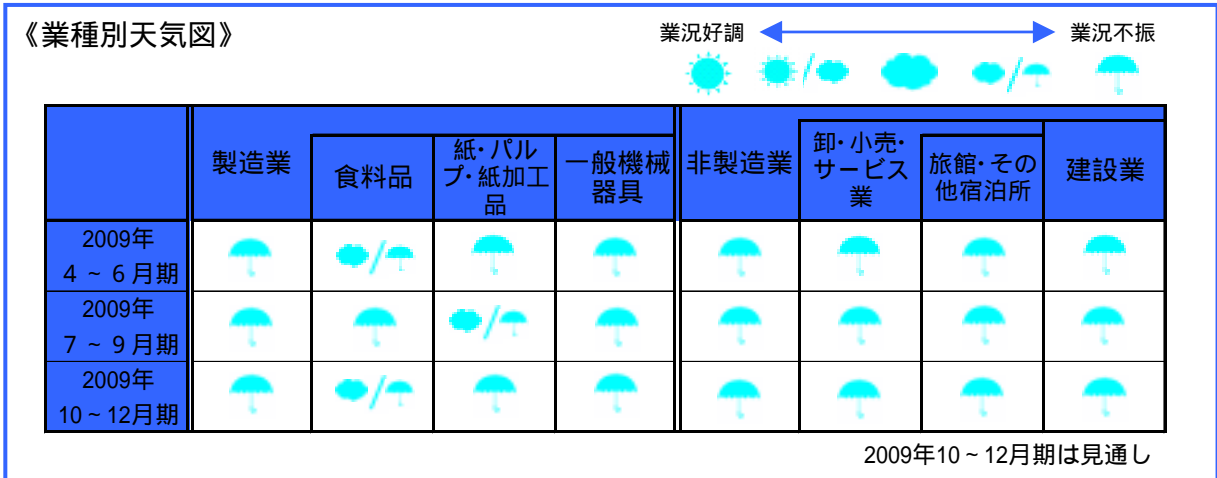 《業種別天気図》
業況好調
業況不振
製造業
食料品
紙・パル
プ・紙加工
品
一般機械
器具
非製造業
卸・小売・
サービス
業
旅館・その
他宿泊所
建設業
2009年
4～6月期
2009年
7～9月期
2009年
10～12月期
2009年10～12月期は見通し